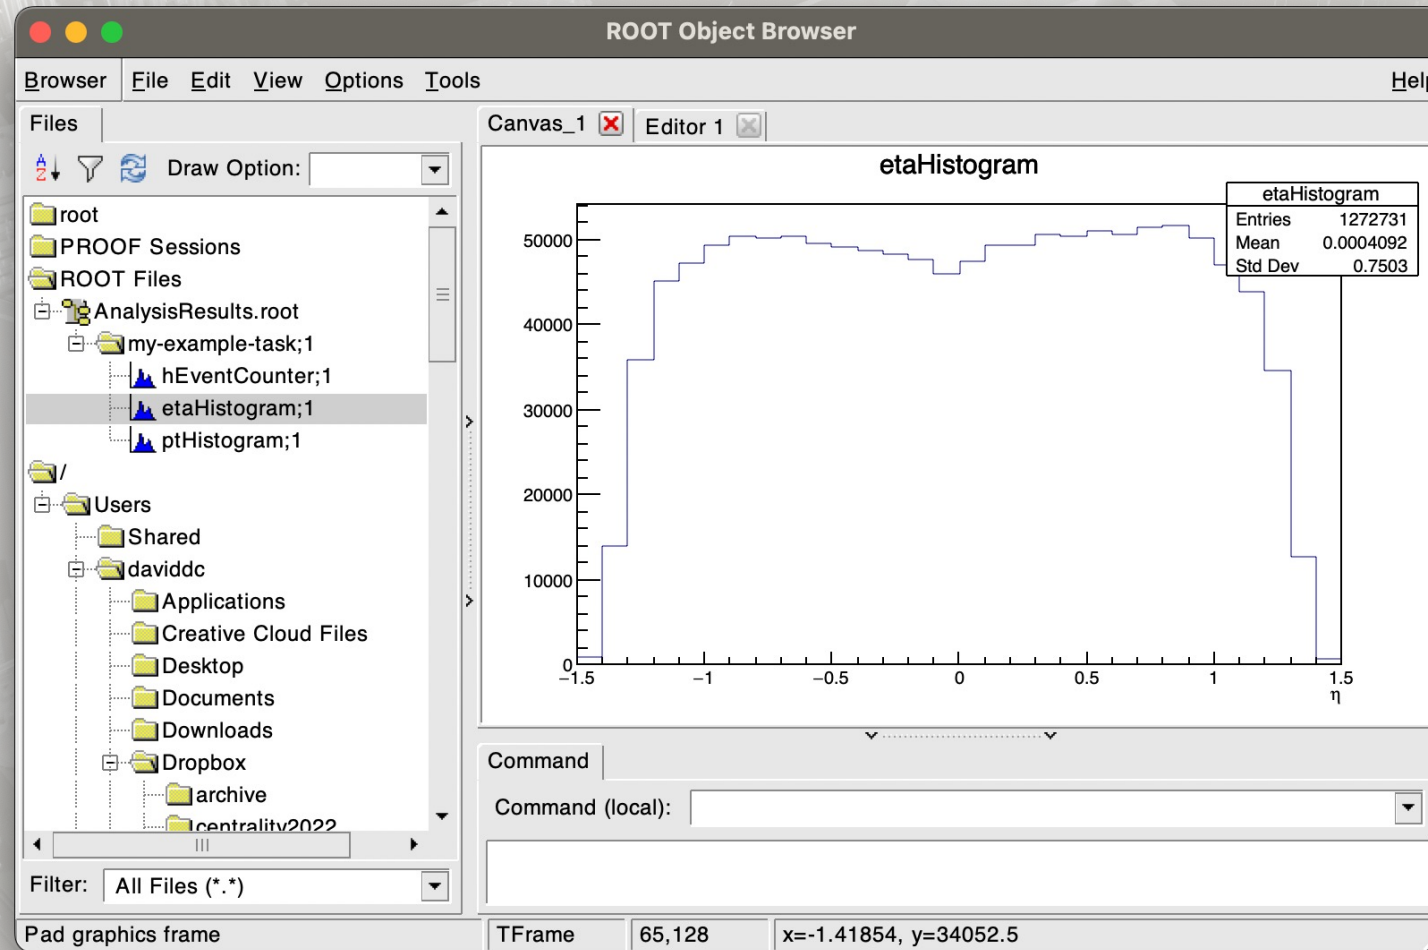 ROOT Object Browser
Browser File Edit View Options Tools
Files
Draw Option:
root
PROOF Sessions
ROOT Files
AnalysisResults.root
my-example-task;1
hEventCounter;1
etaHistogram;1
ptHistogram;1
/
Users
Shared
daviddc
Applications
Creative Cloud Files
Desktop
Documents
Downloads
Dropbox
archive
centrality2022
Filter: All Files (*.*)
Canvas_1 Editor 1
etaHistogram
etaHistogram
Entries 1272731
Mean 0.0004092
Std Dev 0.7503
50000
40000
30000
20000
10000
0
−1.5 −1 −0.5 0 0.5 1 1.5
η
Command
Command (local):
Pad graphics frame TFrame 65,128 x=-1.41854, y=34052.5